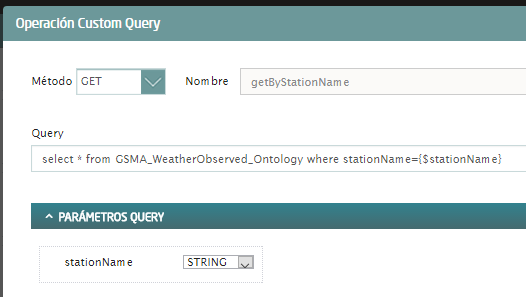 Operación Custom Query
Método GET Nombre getByStationName
Query
select * from GSMA_WeatherObserved_Ontology where stationName={$stationName}
PARÁMETROS QUERY
stationName STRING